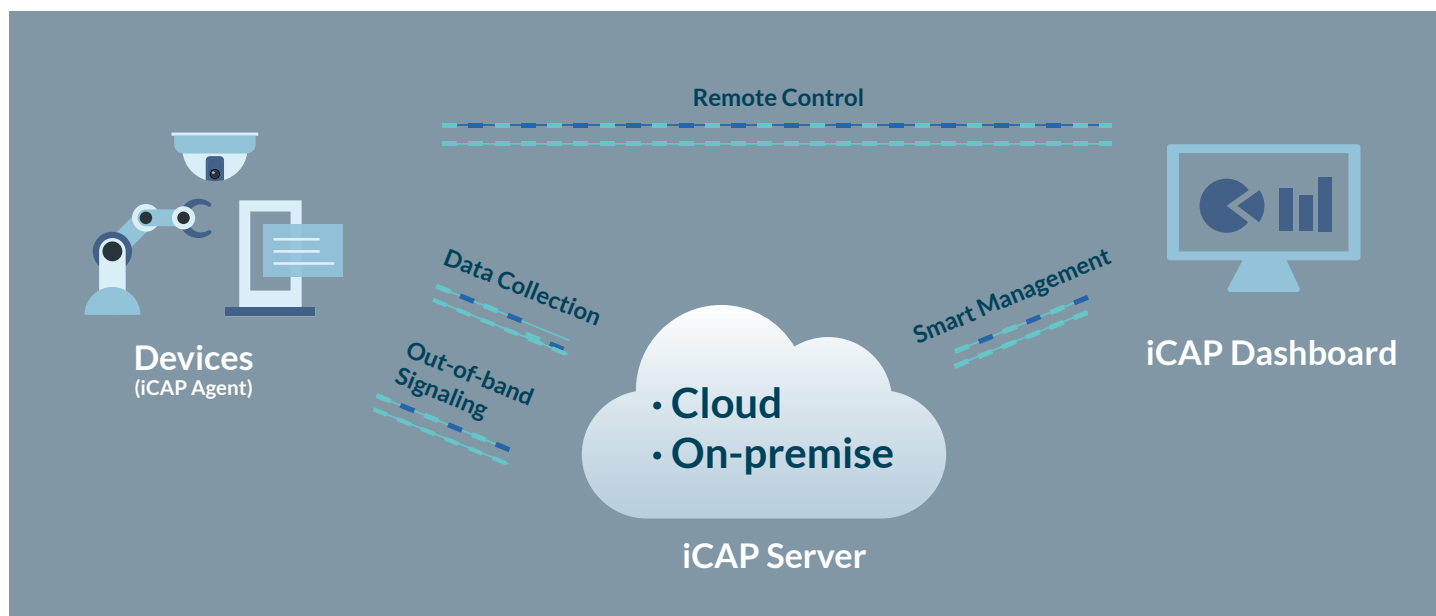 Remote Control
Data Collection
Smart Management
Out-of-band
Signaling
Devices
(iCAP Agent)
iCAP Dashboard
· Cloud
· On-premise
iCAP Server